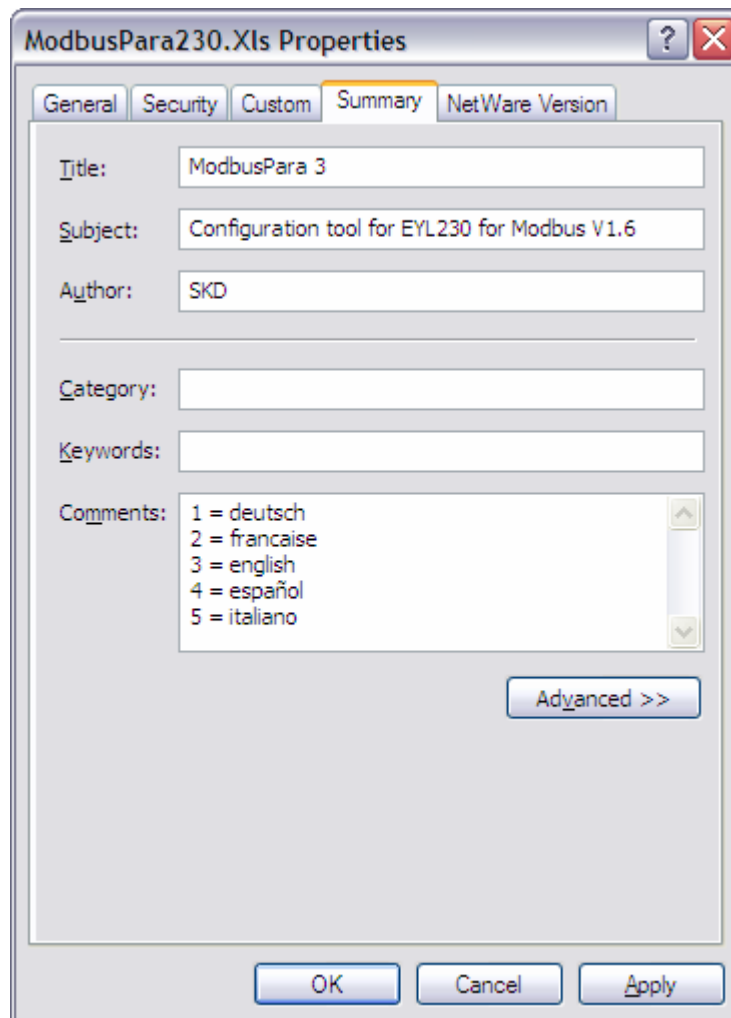 ModbusPara230.Xls Properties
?
General Security Custom Summary NetWare Version
Title: ModbusPara 3
Subject: Configuration tool for EYL230 for Modbus V1.6
Author: SKD
Category:
Keywords:
Comments: 1 = deutsch
2 = francaise
3 = english
4 = español
5 = italiano
Advanced >>
OK Cancel Apply